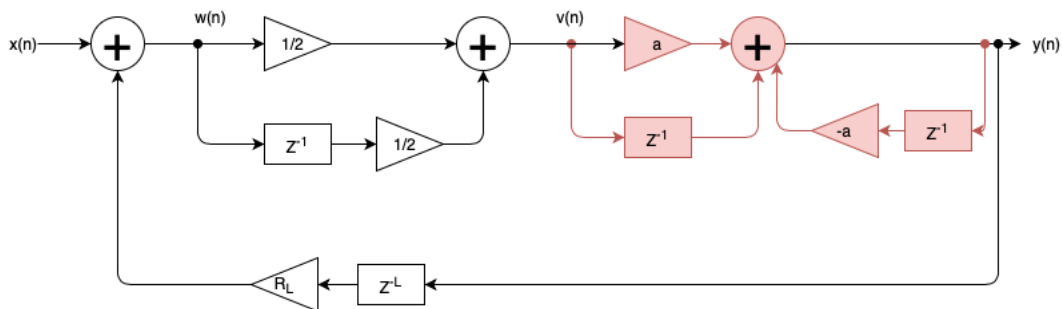 w(n)
v(n)
x(n)
+
1/2
+
a
+
y(n)
Z⁻¹
1/2
Z⁻¹
-a
Z⁻¹
R_L
Z⁻ᴸ